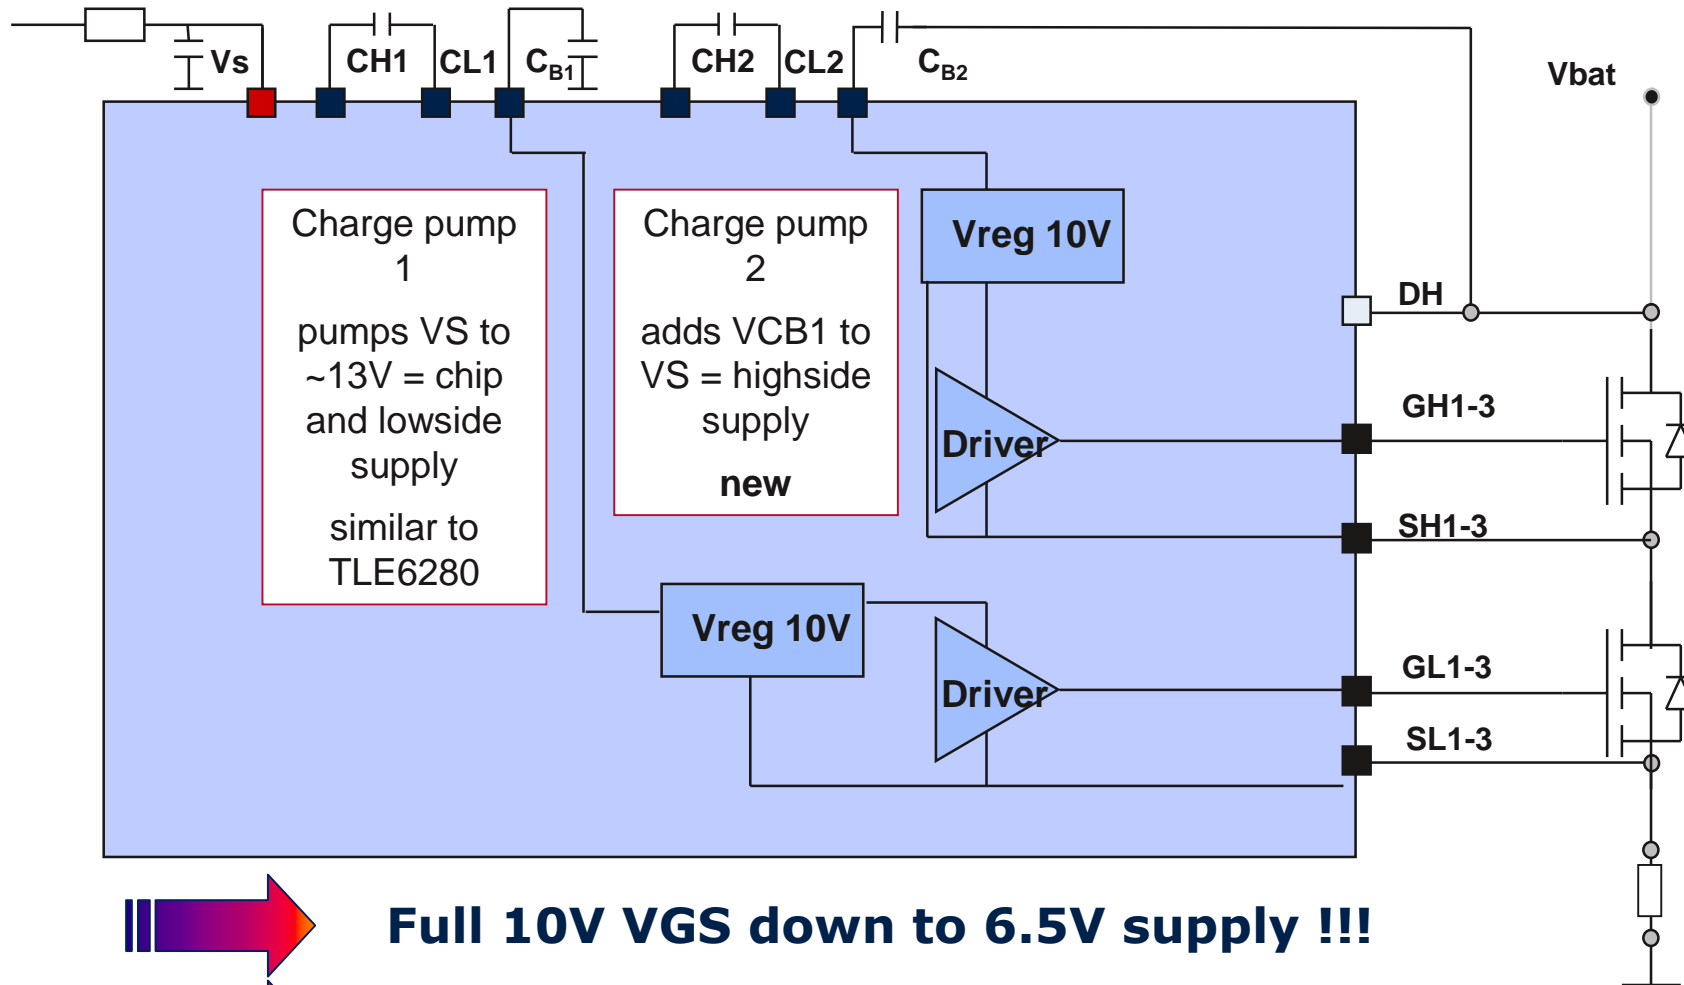 Vs
CH1
CL1
CB1
CH2
CL2
CB2
Vbat
Charge pump
1
pumps VS to
~13V = chip
and lowside
supply
similar to
TLE6280
Charge pump
2
adds VCB1 to
VS = highside
supply
new
Vreg 10V
DH
Driver
GH1-3
SH1-3
Vreg 10V
Driver
GL1-3
SL1-3
Full 10V VGS down to 6.5V supply !!!